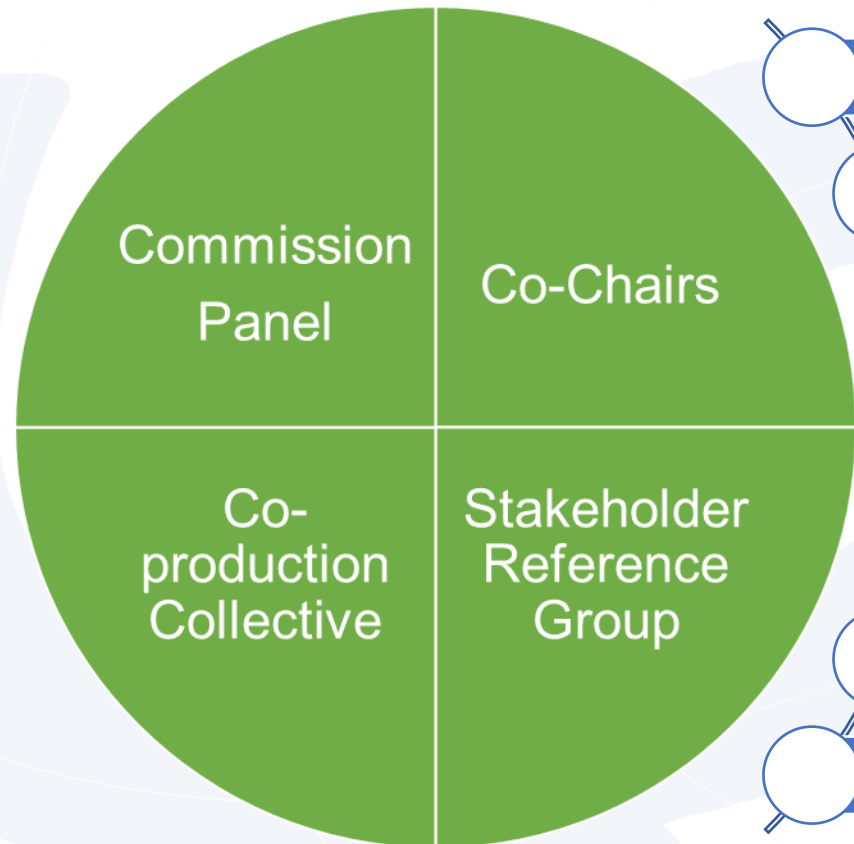 Commission
Panel
Co-Chairs
Co-
production
Collective
Stakeholder
Reference
Group